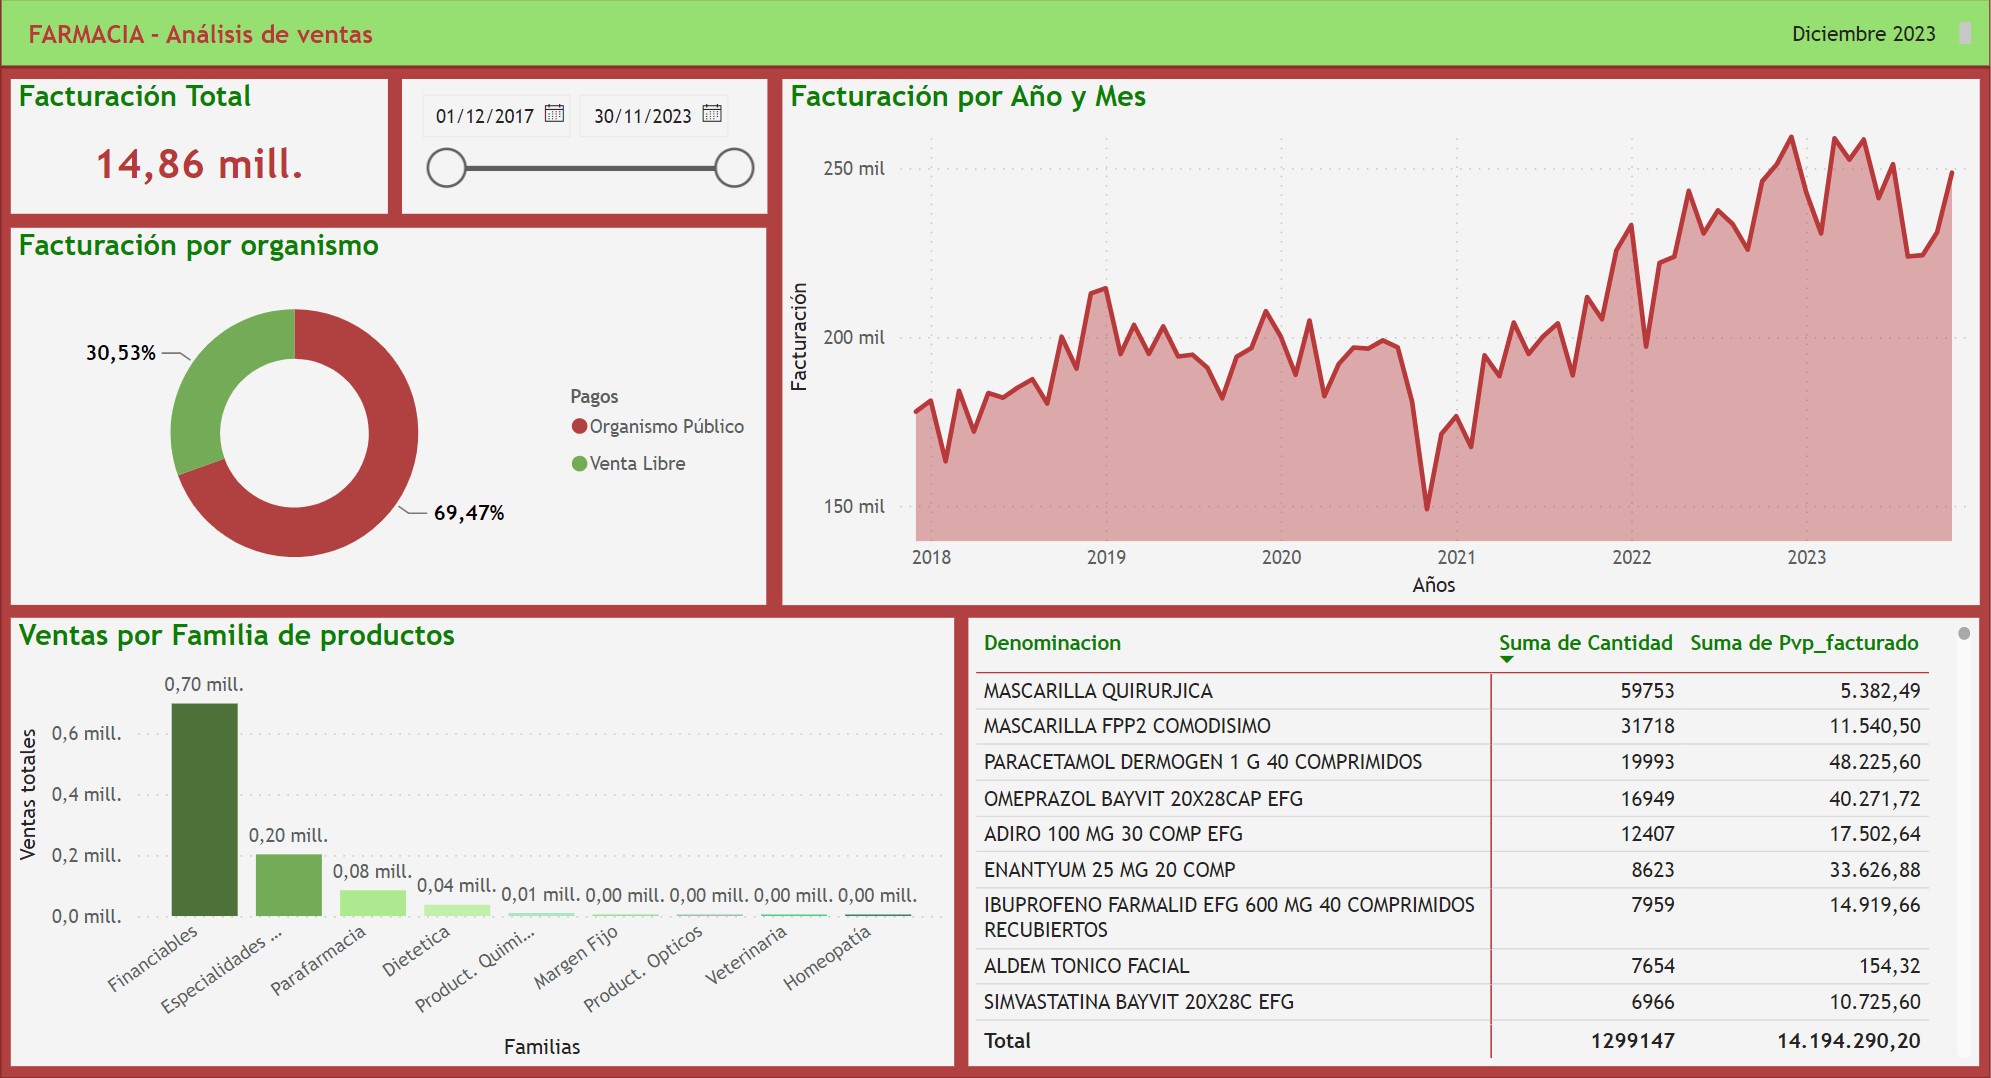 FARMACIA - Análisis de ventas
Diciembre 2023
Facturación Total
14,86 mill.
01/12/2017
30/11/2023
Facturación por organismo
30,53%
69,47%
Pagos
Organismo Público
Venta Libre
Facturación por Año y Mes
Facturación
250 mil
200 mil
150 mil
2018 2019 2020 2021 2022 2023
Años
Ventas por Familia de productos
Ventas totales
0,6 mill.
0,4 mill.
0,2 mill.
0,0 mill.
0,70 mill.
0,20 mill.
0,08 mill.
0,04 mill.
0,01 mill.
0,00 mill.
0,00 mill.
0,00 mill.
0,00 mill.
Financiables
Especialidades ...
Parafarmacia
Dietetica
Product. Quimi...
Margen Fijo
Product. Opticos
Veterinaria
Homeopatía
Familias
Denominacion Suma de Cantidad Suma de Pvp_facturado
MASCARILLA QUIRURJICA 59753 5.382,49
MASCARILLA FPP2 COMODISIMO 31718 11.540,50
PARACETAMOL DERMOGEN 1 G 40 COMPRIMIDOS 19993 48.225,60
OMEPRAZOL BAYVIT 20X28CAP EFG 16949 40.271,72
ADIRO 100 MG 30 COMP EFG 12407 17.502,64
ENANTYUM 25 MG 20 COMP 8623 33.626,88
IBUPROFENO FARMALID EFG 600 MG 40 COMPRIMIDOS 7959 14.919,66
RECUBIERTOS
ALDEM TONICO FACIAL 7654 154,32
SIMVASTATINA BAYVIT 20X28C EFG 6966 10.725,60
Total 1299147 14.194.290,20